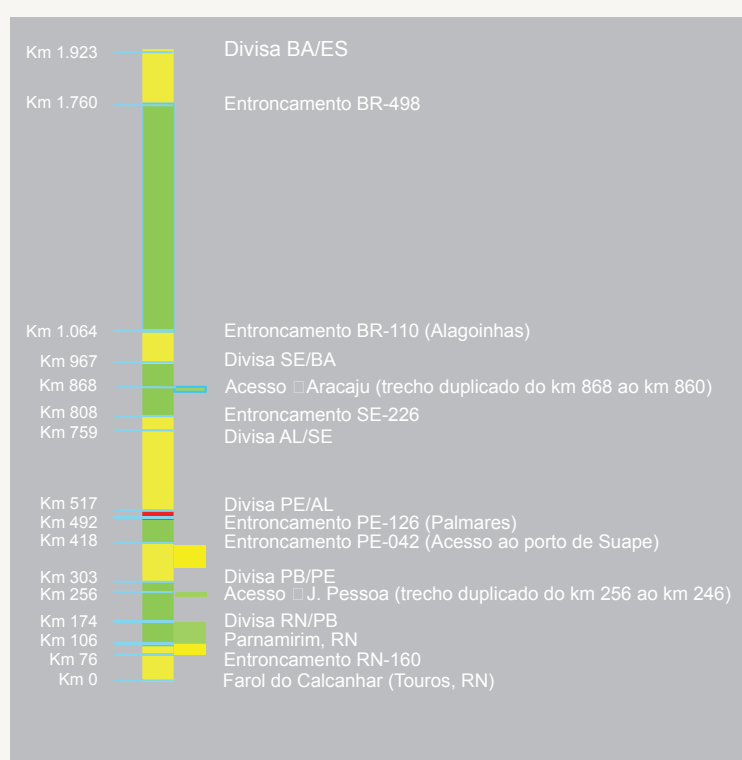 Km 1.923 Divisa BA/ES
Km 1.760 Entroncamento BR-498
Km 1.064 Entroncamento BR-110 (Alagoinhas)
Km 967 Divisa SE/BA
Km 868 Acesso □Aracaju (trecho duplicado do km 868 ao km 860)
Km 808 Entroncamento SE-226
Km 759 Divisa AL/SE
Km 517 Divisa PE/AL
Km 492 Entroncamento PE-126 (Palmares)
Km 418 Entroncamento PE-042 (Acesso ao porto de Suape)
Km 303 Divisa PB/PE
Km 256 Acesso □J. Pessoa (trecho duplicado do km 256 ao km 246)
Km 174 Divisa RN/PB
Km 106 Parnamirim, RN
Km 76 Entroncamento RN-160
Km 0 Farol do Calcanhar (Touros, RN)